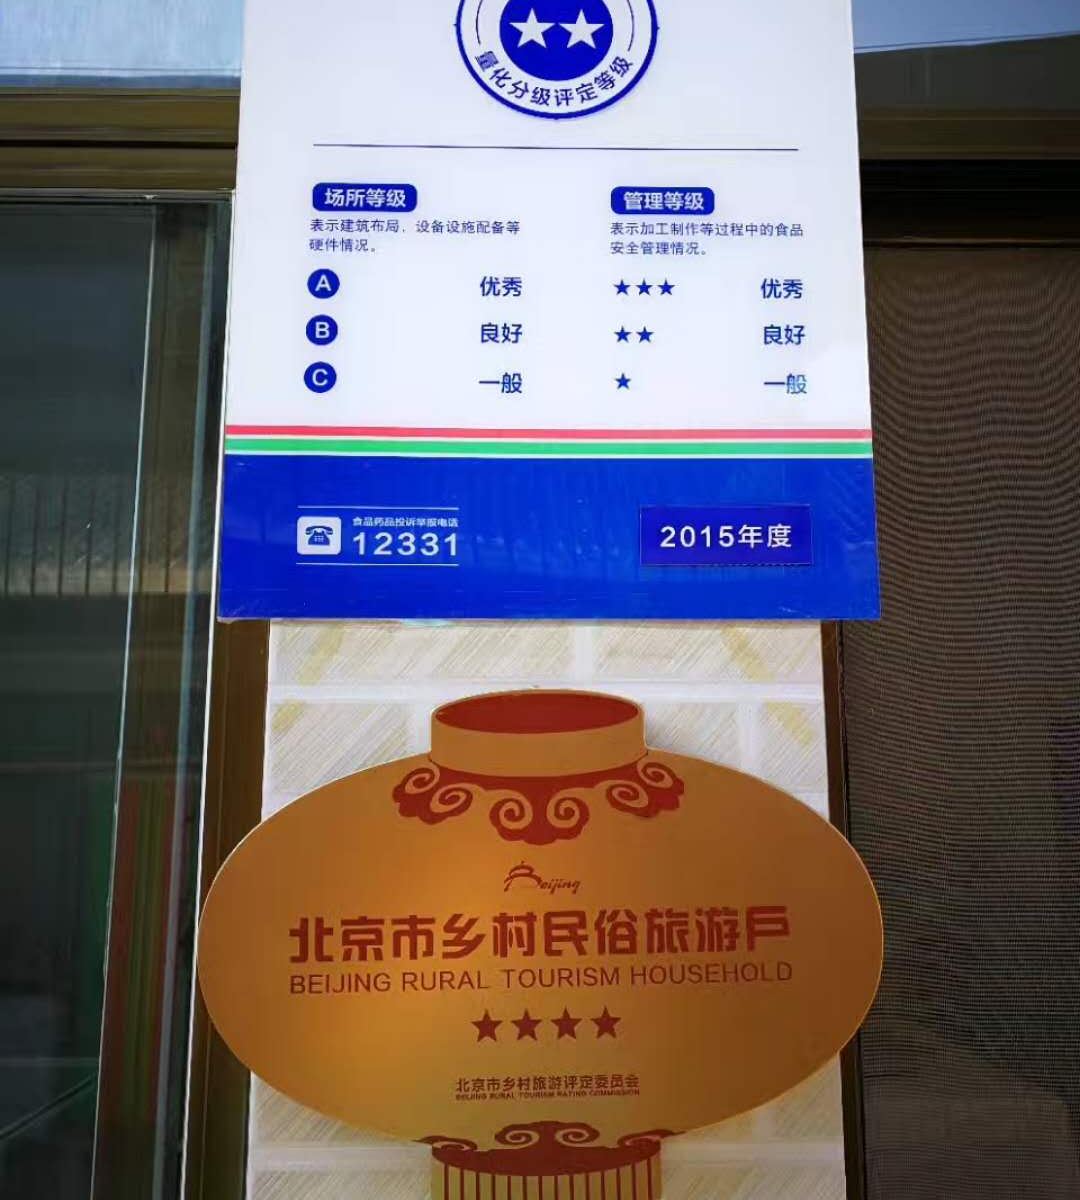 ★★
量化分级评定等级
场所等级
表示建筑布局、设备设施配备等
硬件情况。
A 优秀
B 良好
C 一般
管理等级
表示加工制作等过程中的食品
安全管理情况。
★★★ 优秀
★★ 良好
★ 一般
食品药品投诉举报电话
12331
2015年度
Beijing
北京市乡村民俗旅游戶
BEIJING RURAL TOURISM HOUSEHOLD
★★★★
北京市乡村旅游评定委员会
BEIJING RURAL TOURISM RATING COMMISSION